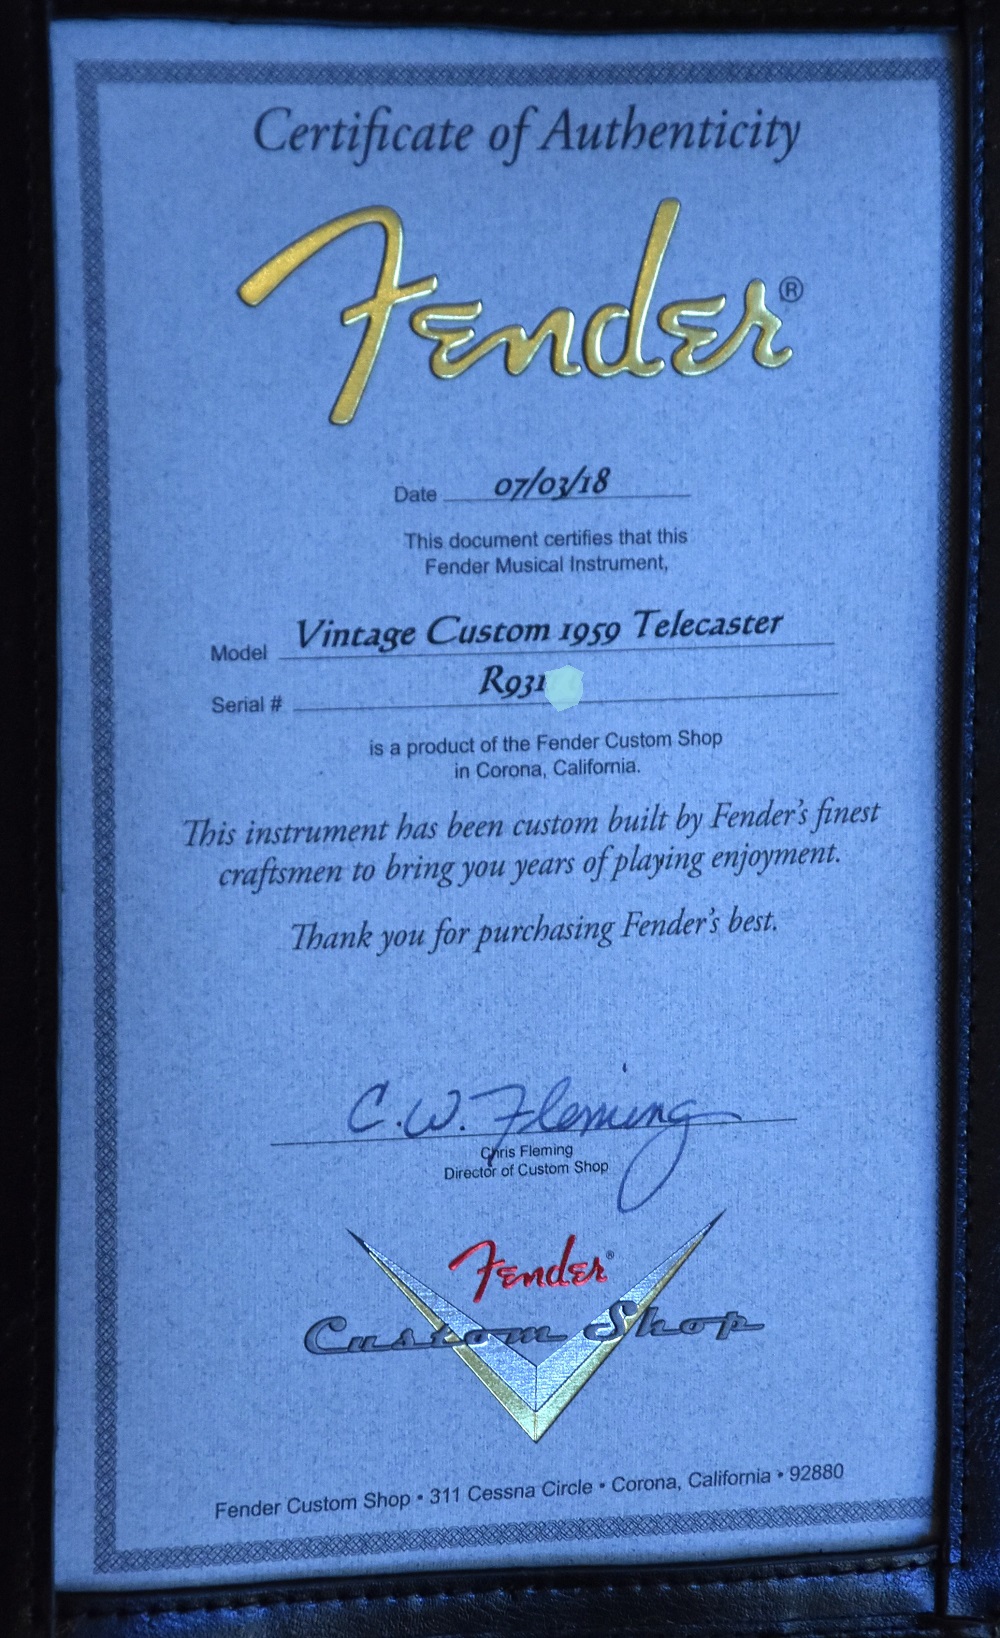 Certificate of Authenticity
Fender®
Date 07/03/18
This document certifies that this
Fender Musical Instrument,
Model Vintage Custom 1959 Telecaster
Serial # R931
is a product of the Fender Custom Shop
in Corona, California.
This instrument has been custom built by Fender's finest
craftsmen to bring you years of playing enjoyment.
Thank you for purchasing Fender's best.
C.W. Fleming
Chris Fleming
Director of Custom Shop
Fender®
Custom Shop
Fender Custom Shop • 311 Cessna Circle • Corona, California • 92880